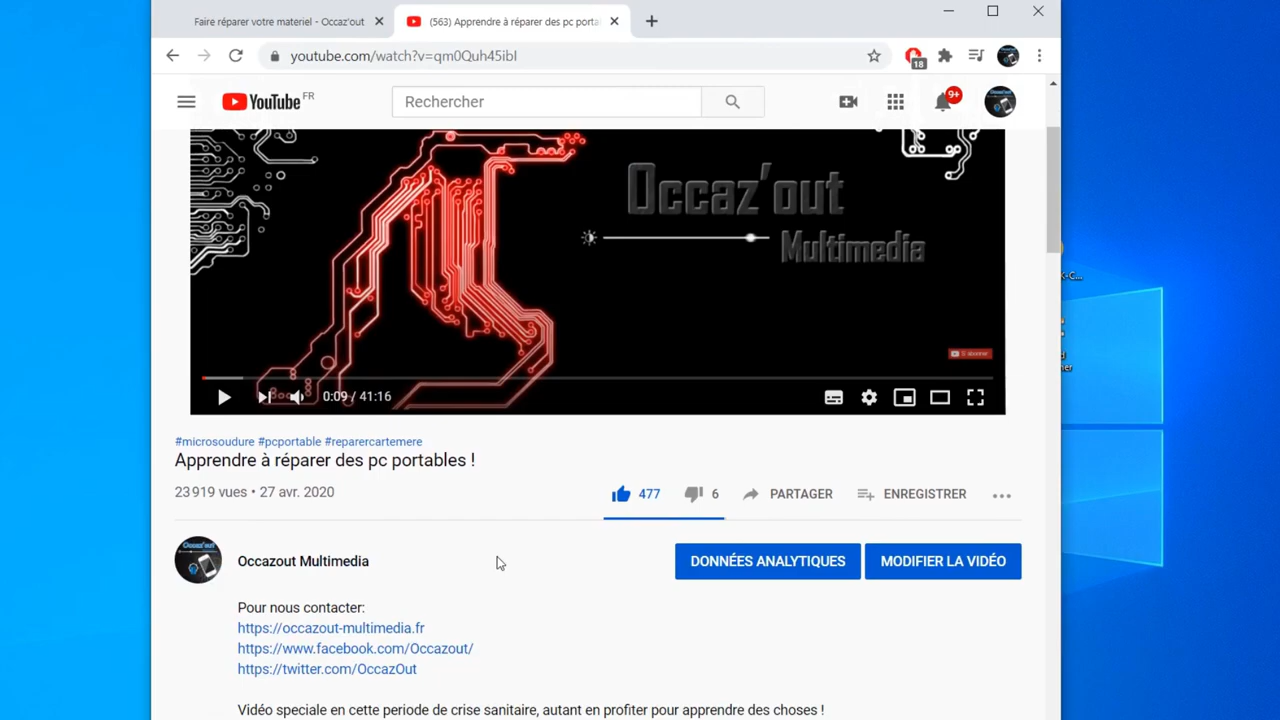 Faire réparer votre materiel - Occaz'out
(563) Apprendre à réparer des pc porta
youtube.com/watch?v=qm0Quh45ibI
18
YouTube FR
Rechercher
9+
Occaz'out
Multimedia
S'abonner
0:09 / 41:16
#microsoudure #pcportable #reparercartemere
Apprendre à réparer des pc portables !
23 919 vues • 27 avr. 2020
477
6
PARTAGER
ENREGISTRER
Occazout Multimedia
DONNÉES ANALYTIQUES
MODIFIER LA VIDÉO
Pour nous contacter:
https://occazout-multimedia.fr
https://www.facebook.com/Occazout/
https://twitter.com/OccazOut
Vidéo speciale en cette periode de crise sanitaire, autant en profiter pour apprendre des choses !